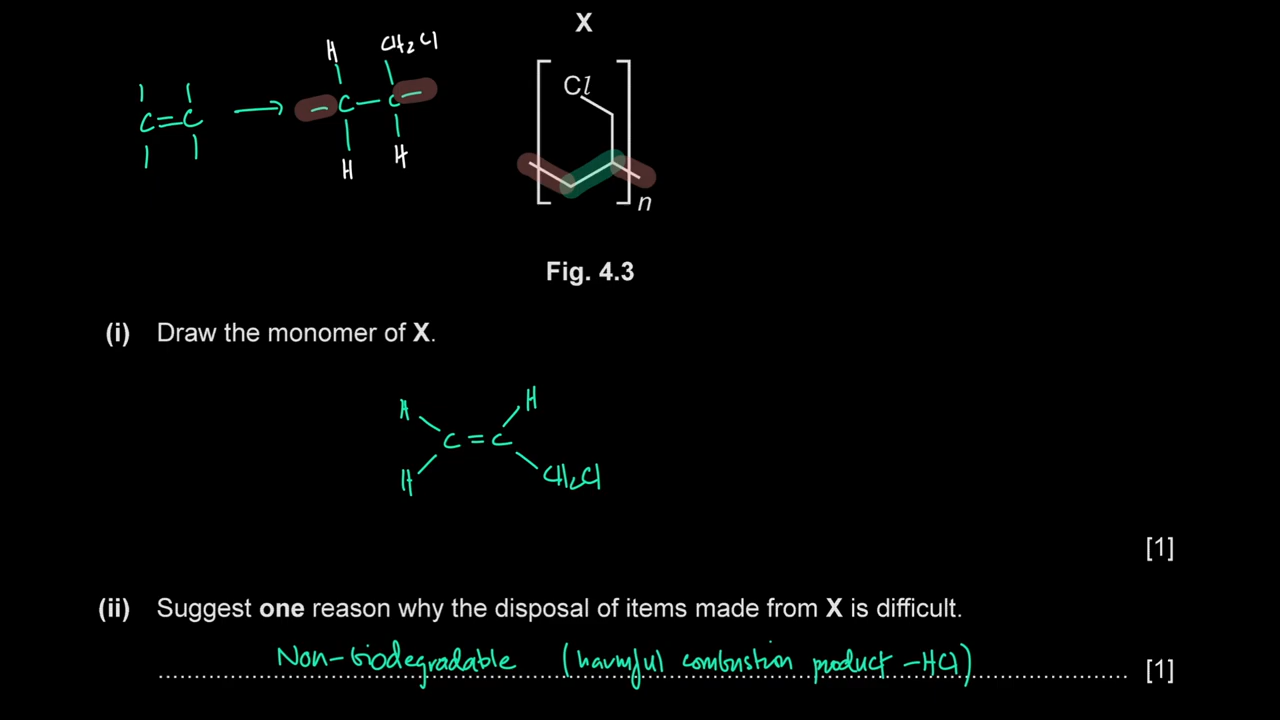 X
H CH₂Cl
C=C → –C–C–
H H
Cl
n
Fig. 4.3
(i) Draw the monomer of X.
H H
C=C
H CH₂Cl
[1]
(ii) Suggest one reason why the disposal of items made from X is difficult.
Non-biodegradable (harmful combustion product -HCl) [1]